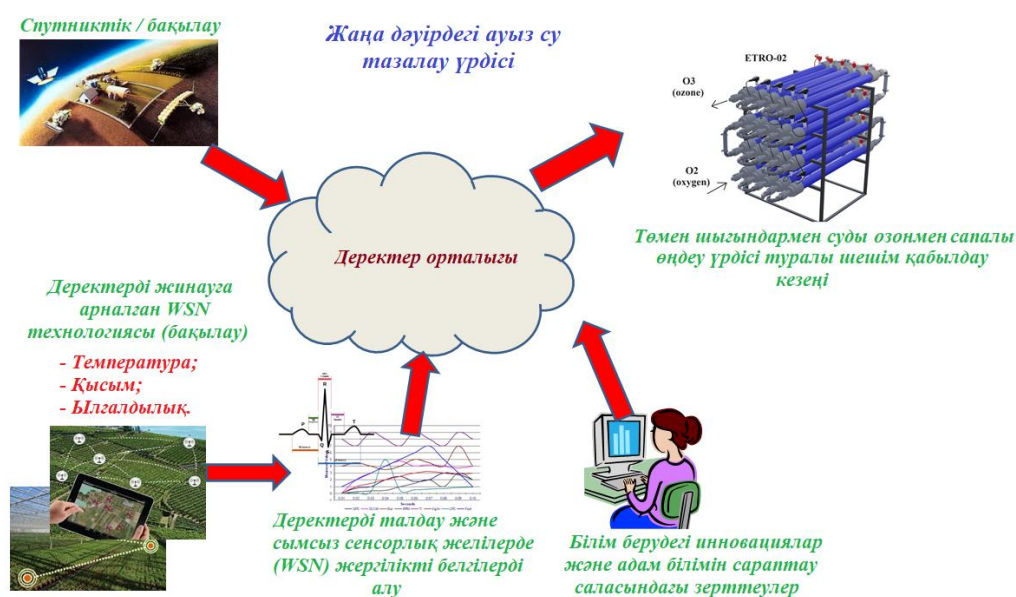 Спутниктік / бақылау
Жаңа дәуірдегі ауыз су
тазалау үрдісі
ETRO-02
O3
(ozone)
O2
(oxygen)
Төмен шығындармен суды озонмен сапалы
өңдеу үрдісі туралы шешім қабылдау
кезеңі
Деректер орталығы
Деректерді жинауға
арналған WSN
технологиясы (бақылау)
- Температура;
- Қысым;
- Ылғалдылық.
R
P
T
Q
Деректерді талдау және
сымсыз сенсорлық желілерде
(WSN) жергілікті белгілерді
алу
Білім берудегі инновациялар
және адам білімін сараптау
саласындағы зерттеулер